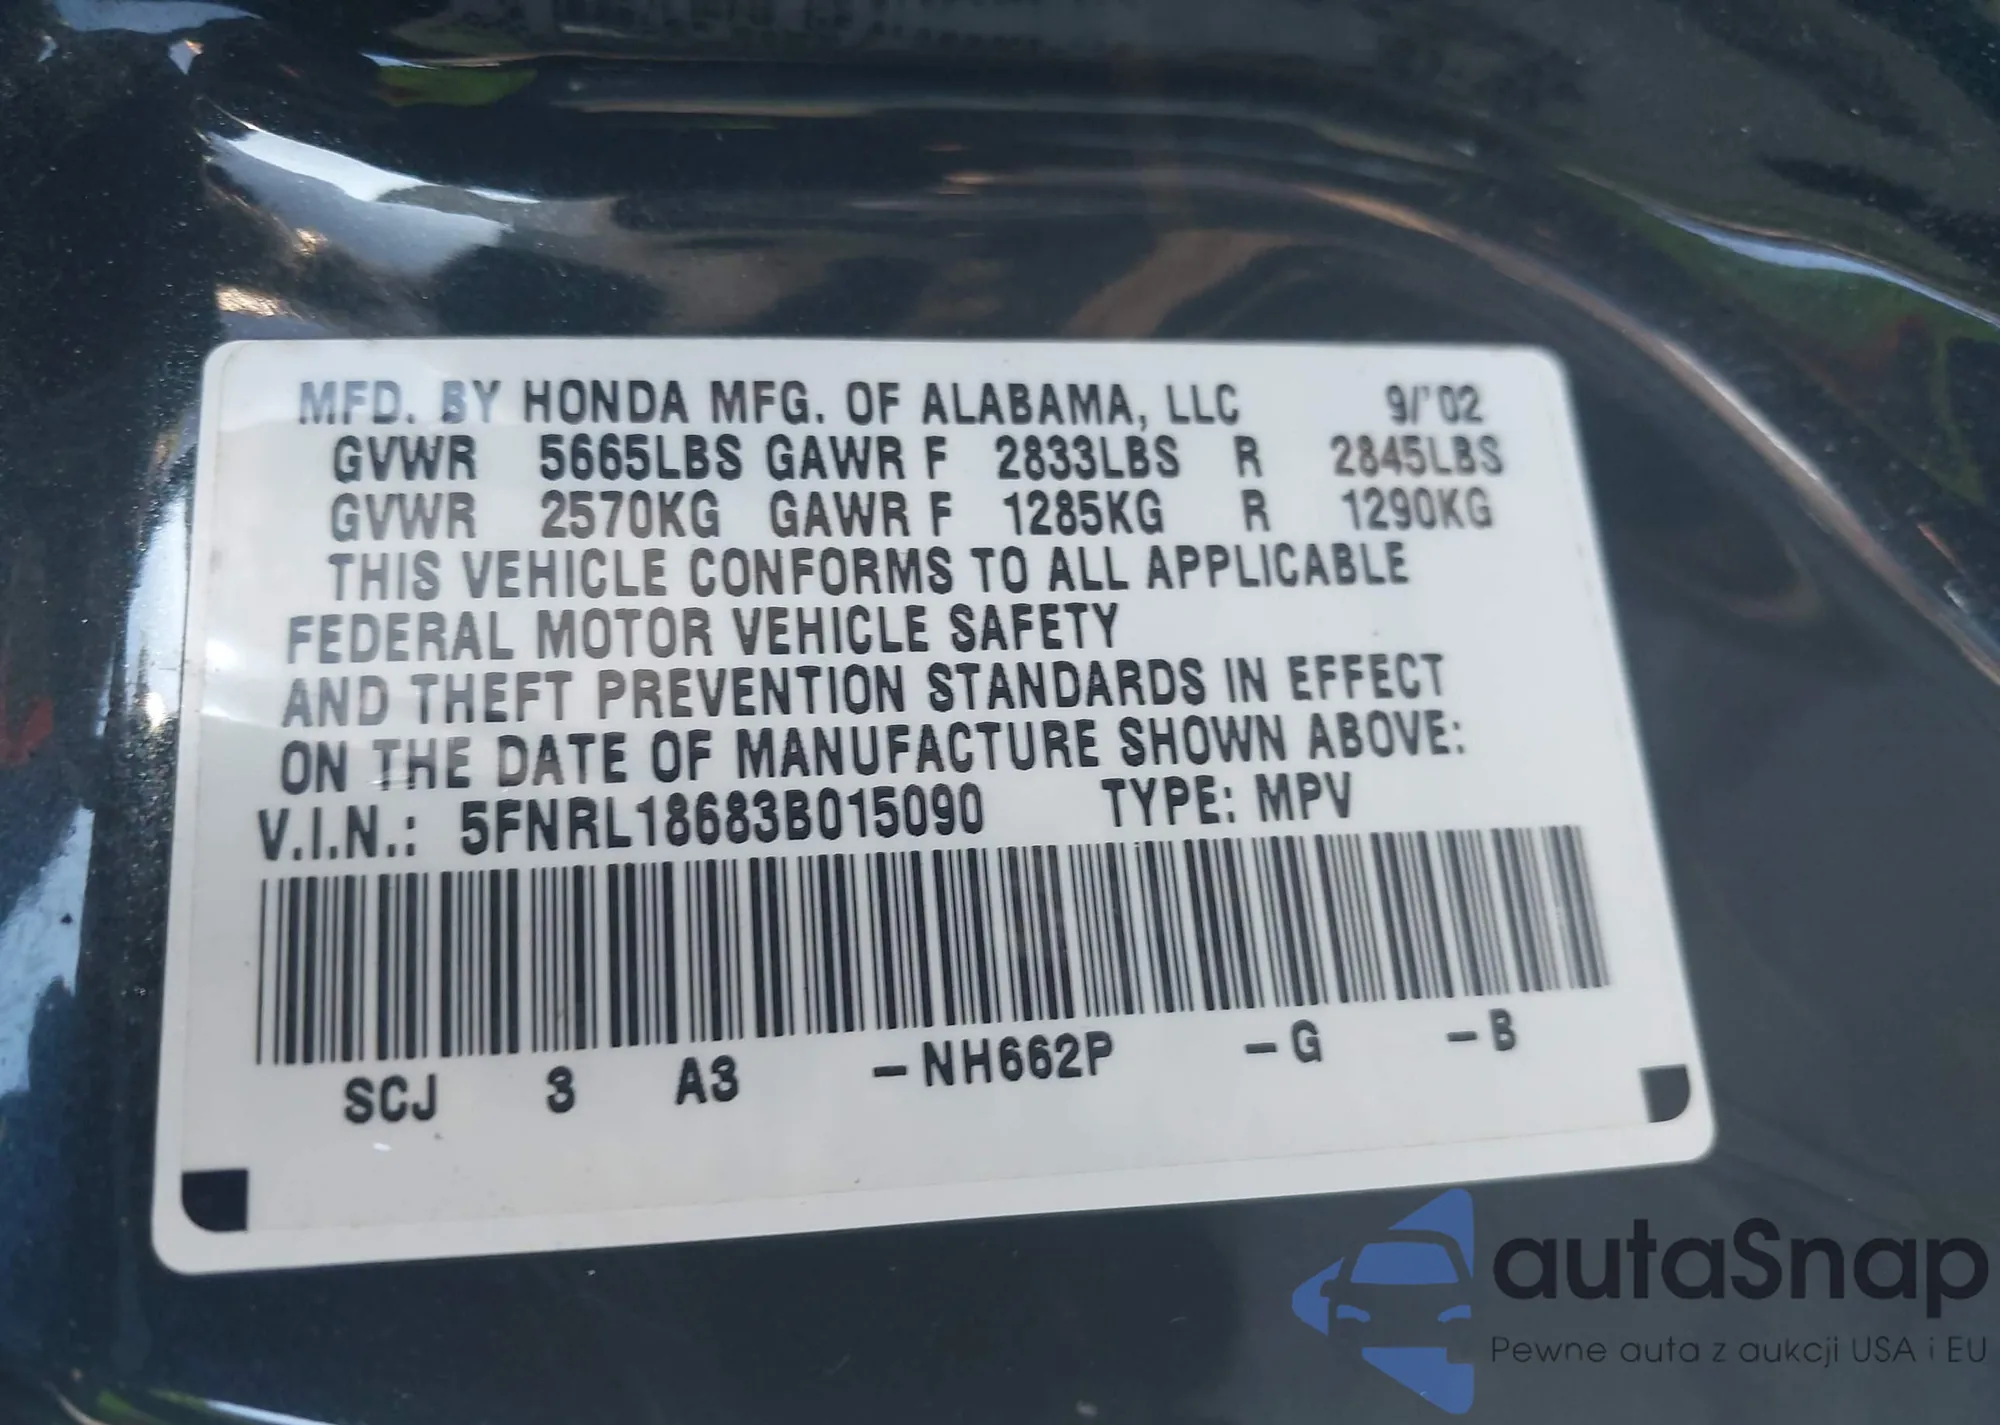 MFD. BY HONDA MFG. OF ALABAMA, LLC 9/'02
GVWR 5665LBS GAWR F 2833LBS R 2845LBS
GVWR 2570KG GAWR F 1285KG R 1290KG
THIS VEHICLE CONFORMS TO ALL APPLICABLE
FEDERAL MOTOR VEHICLE SAFETY
AND THEFT PREVENTION STANDARDS IN EFFECT
ON THE DATE OF MANUFACTURE SHOWN ABOVE:
V.I.N.: 5FNRL18683B015090 TYPE: MPV
SCJ 3 A3 -NH662P -G -B
autaSnap
Pewne auta z aukcji USA i EU